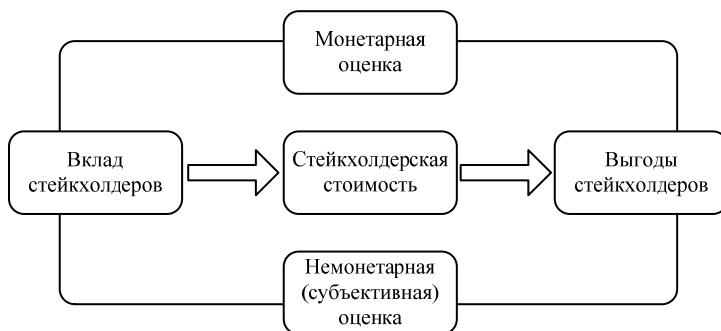 Монетарная
оценка
Вклад
стейкхолдеров
Стейкхолдерская
стоимость
Выгоды
стейкхолдеров
Немонетарная
(субъективная)
оценка